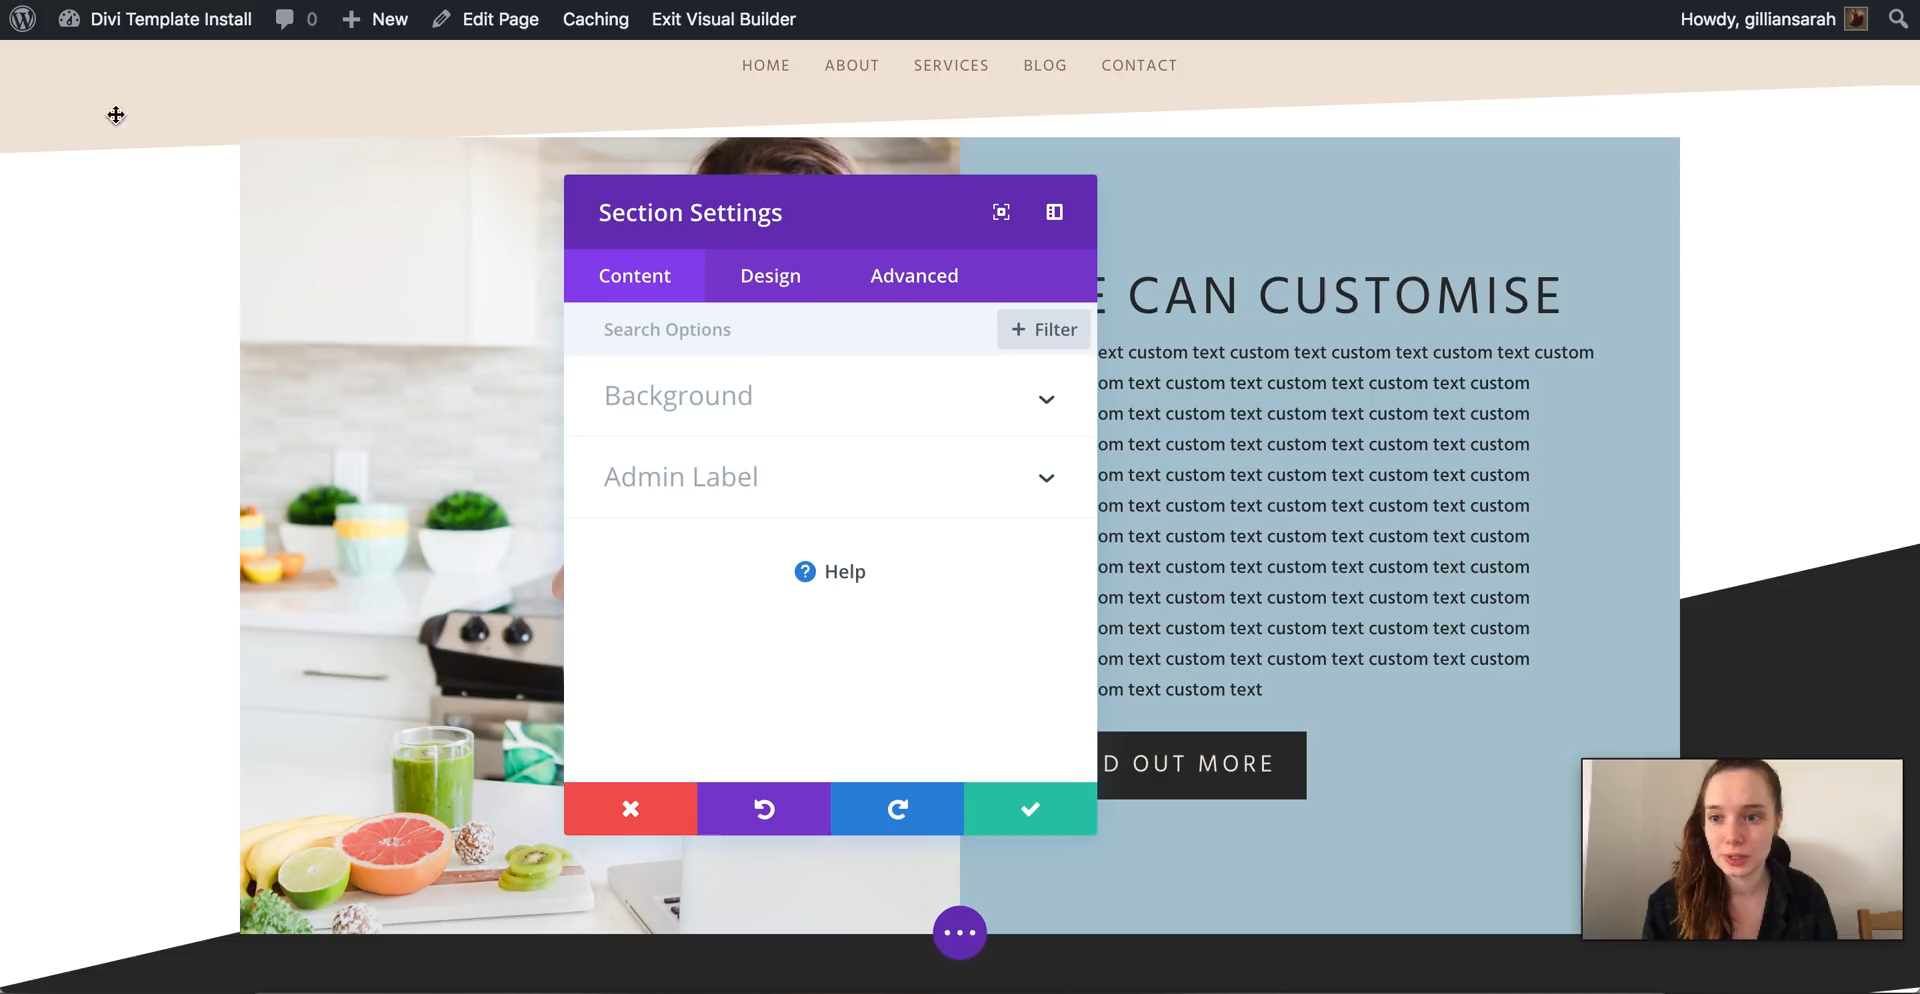 Divi Template Install 0 New Edit Page Caching Exit Visual Builder Howdy, gilliansarah
HOME ABOUT SERVICES BLOG CONTACT
Section Settings
Content Design Advanced
Search Options Filter
Background
Admin Label
? Help
E CAN CUSTOMISE
ext custom text custom text custom text custom text custom
om text custom text custom text custom text custom
om text custom text custom text custom text custom
om text custom text custom text custom text custom
om text custom text custom text custom text custom
om text custom text custom text custom text custom
om text custom text custom text custom text custom
om text custom text custom text custom text custom
om text custom text custom text custom text custom
om text custom text custom text custom text custom
om text custom text custom text custom text custom
om text custom text
D OUT MORE